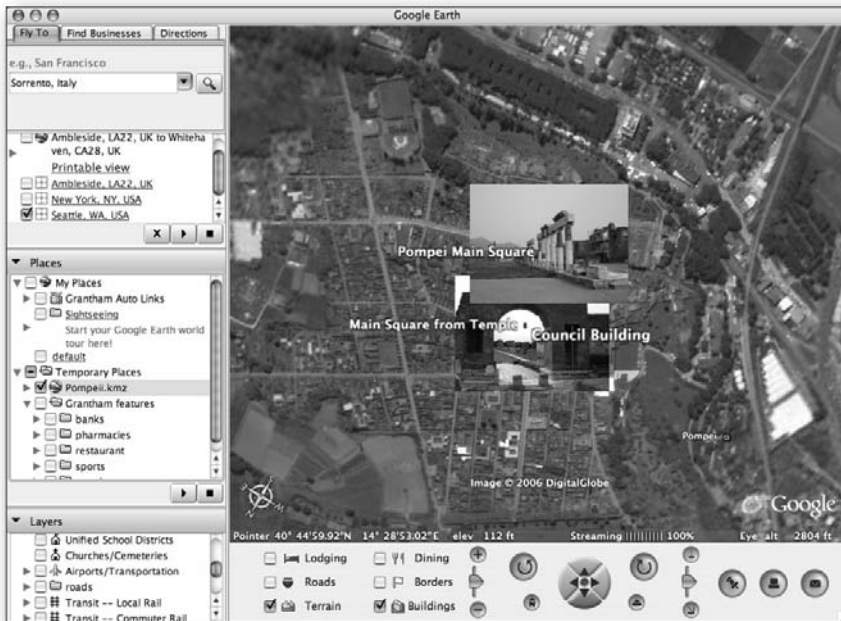 Google Earth
Fly To
Find Businesses
Directions
e.g., San Francisco
Sorrento, Italy
Ambleside, LA22, UK to Whiteha
ven, CA28, UK
Printable view
Ambleside, LA22, UK
New York, NY, USA
Seattle, WA, USA
Places
My Places
Grantham Auto Links
Sightseeing
Start your Google Earth world
tour here!
default
Temporary Places
Pompeii.kmz
Grantham features
banks
pharmacies
restaurant
sports
Layers
Unified School Districts
Churches/Cemeteries
Airports/Transportation
roads
Transit -- Local Rail
Transit -- Commuter Rail
Pompei Main Square
Main Square from Temple
Council Building
Pompei
Image © 2006 DigitalGlobe
Google
Pointer 40° 44'59.92"N 14° 28'53.02"E elev 112 ft Streaming 100% Eye alt 2804 ft
Lodging
Dining
Roads
Borders
Terrain
Buildings